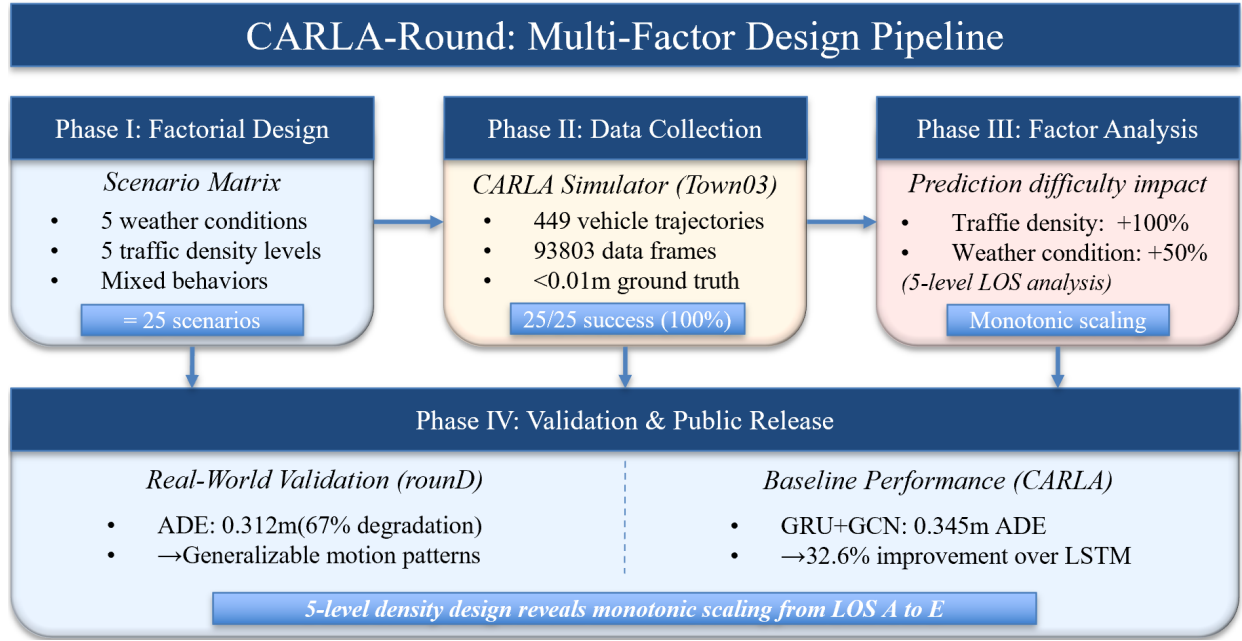 CARLA-Round: Multi-Factor Design Pipeline
Phase I: Factorial Design
Scenario Matrix
• 5 weather conditions
• 5 traffic density levels
• Mixed behaviors
= 25 scenarios
Phase II: Data Collection
CARLA Simulator (Town03)
• 449 vehicle trajectories
• 93803 data frames
• <0.01m ground truth
25/25 success (100%)
Phase III: Factor Analysis
Prediction difficulty impact
• Traffie density: +100%
• Weather condition: +50%
(5-level LOS analysis)
Monotonic scaling
Phase IV: Validation & Public Release
Real-World Validation (rounD)
• ADE: 0.312m(67% degradation)
• →Generalizable motion patterns
Baseline Performance (CARLA)
• GRU+GCN: 0.345m ADE
• →32.6% improvement over LSTM
5-level density design reveals monotonic scaling from LOS A to E